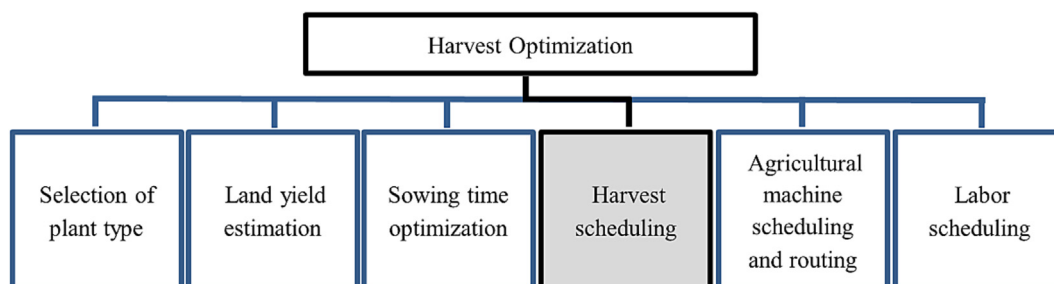 Harvest Optimization
Selection of
plant type
Land yield
estimation
Sowing time
optimization
Harvest
scheduling
Agricultural
machine
scheduling
and routing
Labor
scheduling